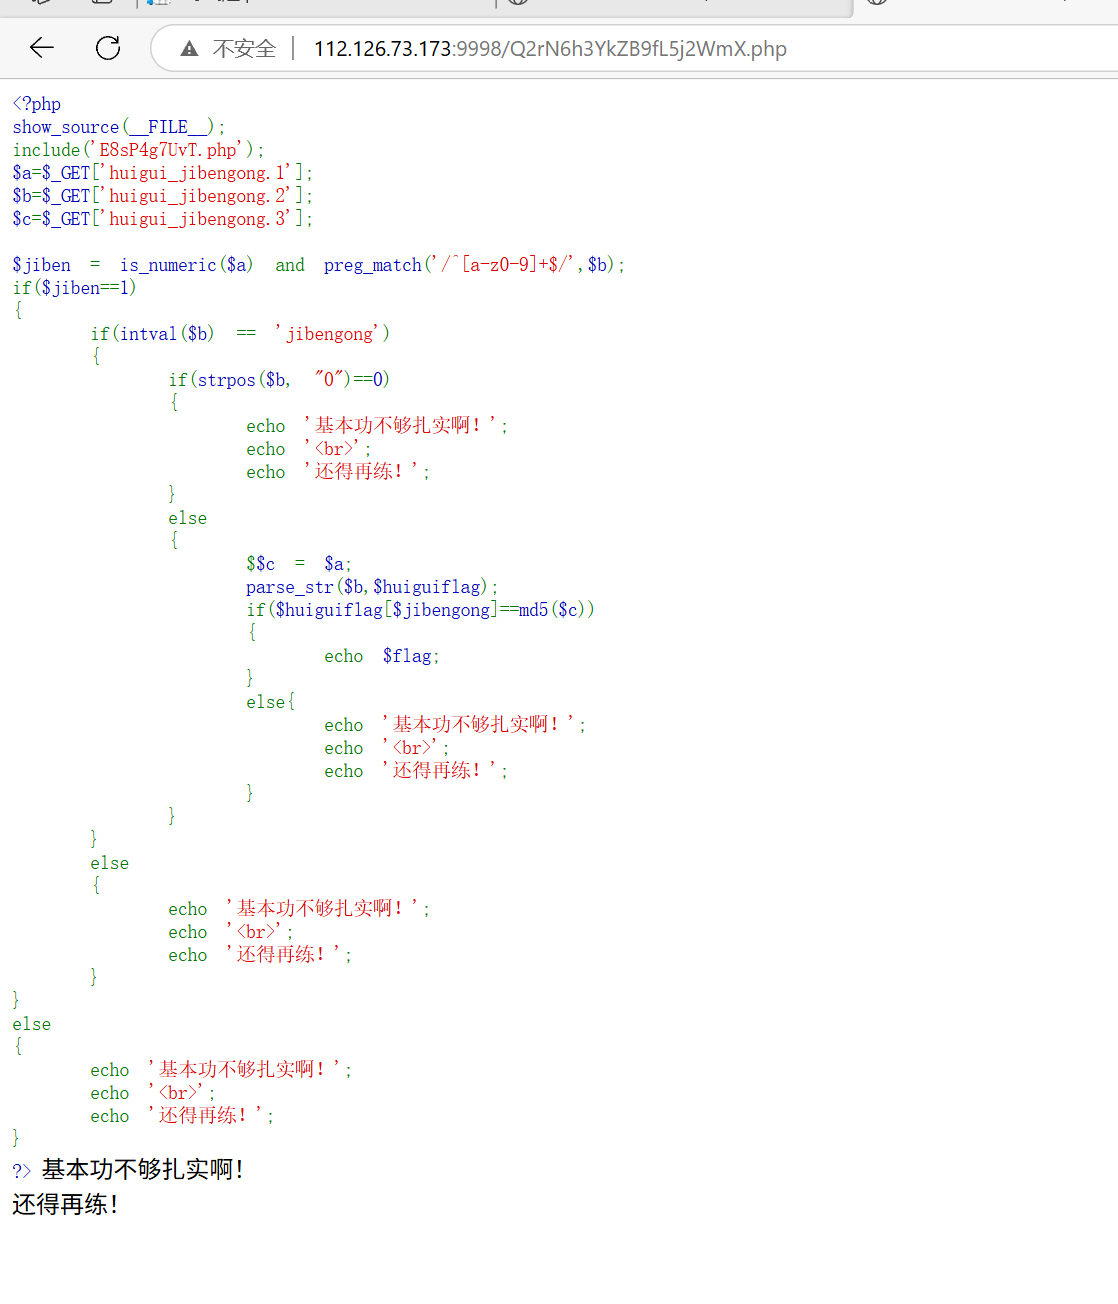 不安全 | 112.126.73.173:9998/Q2rN6h3YkZB9fL5j2WmX.php
<?php
show_source(__FILE__);
include('E8sP4g7UvT.php');
$a=$_GET['huigui_jibengong.1'];
$b=$_GET['huigui_jibengong.2'];
$c=$_GET['huigui_jibengong.3'];
$jiben = is_numeric($a) and preg_match('/^[a-z0-9]+$/',$b);
if($jiben==1)
{
if(intval($b) == 'jibengong')
{
if(strpos($b, "0")==0)
{
echo '基本功不够扎实啊！';
echo '<br>';
echo '还得再练！';
}
else
{
$$c = $a;
parse_str($b,$huiguiflag);
if($huiguiflag[$jibengong]==md5($c))
{
echo $flag;
}
else{
echo '基本功不够扎实啊！';
echo '<br>';
echo '还得再练！';
}
}
}
else
{
echo '基本功不够扎实啊！';
echo '<br>';
echo '还得再练！';
}
}
else
{
echo '基本功不够扎实啊！';
echo '<br>';
echo '还得再练！';
}
?> 基本功不够扎实啊！
还得再练！